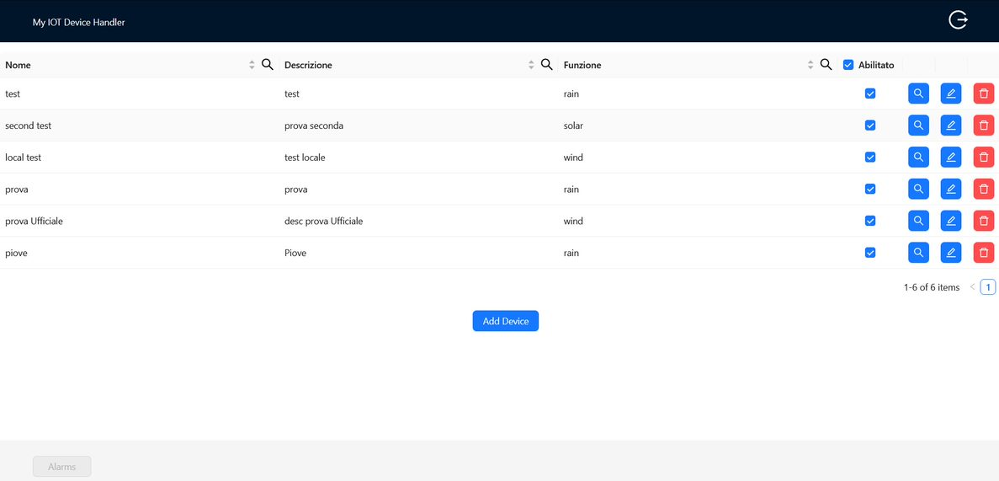 My IOT Device Handler
Nome Descrizione Funzione Abilitato
test test rain
second test prova seconda solar
local test test locale wind
prova prova rain
prova Ufficiale desc prova Ufficiale wind
piove Piove rain
1-6 of 6 items 1
Add Device
Alarms